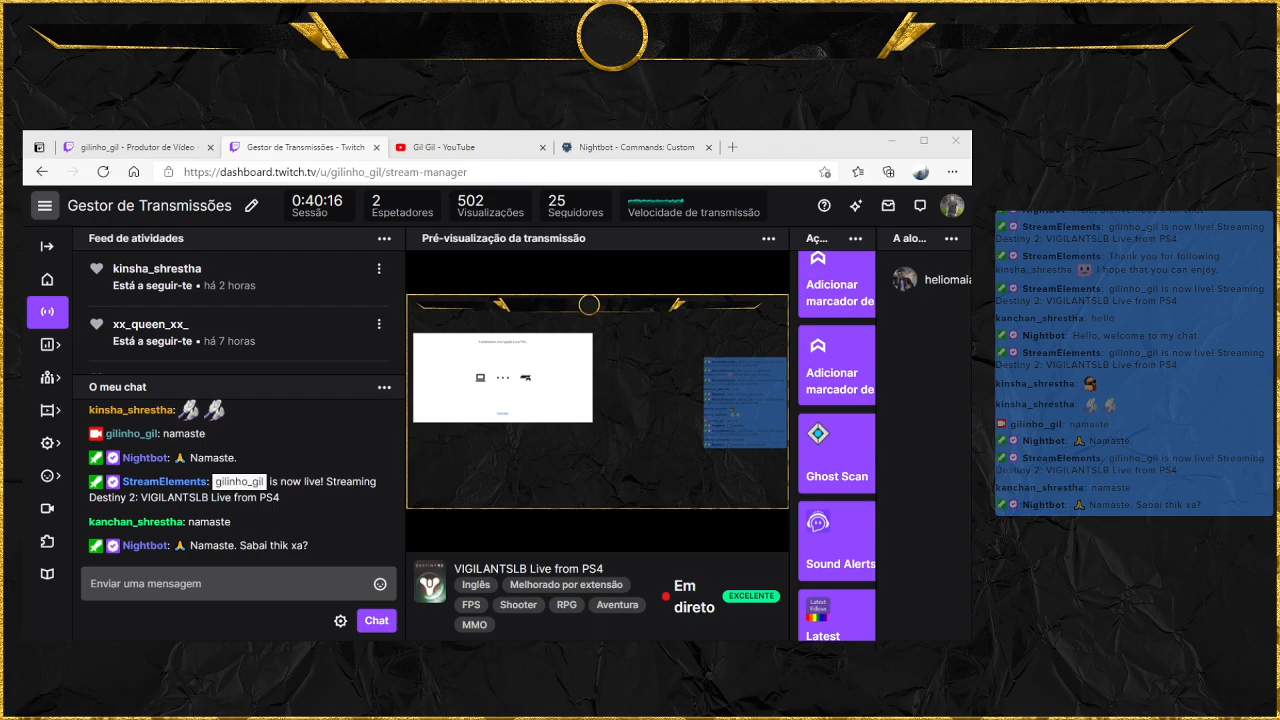 gilinho_gil - Produtor de Vídeo -
Gestor de Transmissões - Twitch
Gil Gil - YouTube
Nightbot - Commands: Custom
https://dashboard.twitch.tv/u/gilinho_gil/stream-manager
Gestor de Transmissões
0:40:16
Sessão
2
Espetadores
502
Visualizações
25
Seguidores
Velocidade de transmissão
Feed de atividades
kinsha_shrestha
Está a seguir-te • há 2 horas
xx_queen_xx_
Está a seguir-te • há 7 horas
O meu chat
kinsha_shrestha:
gilinho_gil: namaste
Nightbot: 🙏 Namaste.
StreamElements: gilinho_gil is now live! Streaming
Destiny 2: VIGILANTSLB Live from PS4
kanchan_shrestha: namaste
Nightbot: 🙏 Namaste. Sabai thik xa?
Enviar uma mensagem
Chat
Pré-visualização da transmissão
VIGILANTSLB Live from PS4
Inglês
Melhorado por extensão
FPS
Shooter
RPG
Aventura
MMO
Em
direto
EXCELENTE
Aç...
Adicionar
marcador de
Adicionar
marcador de
Ghost Scan
Sound Alerts
Latest
Follows
Latest
A alo...
heliomaia
StreamElements: gilinho_gil is now live! Streaming
Destiny 2: VIGILANTSLB Live from PS4
StreamElements: Thank you for following
kinsha_shrestha I hope that you can enjoy.
StreamElements: gilinho_gil is now live! Streaming
Destiny 2: VIGILANTSLB Live from PS4
kanchan_shrestha: hello
Nightbot: Hello, welcome to my chat
StreamElements: gilinho_gil is now live! Streaming
Destiny 2: VIGILANTSLB Live from PS4
kinsha_shrestha:
kinsha_shrestha:
gilinho_gil: namaste
Nightbot: 🙏 Namaste.
StreamElements: gilinho_gil is now live! Streaming
Destiny 2: VIGILANTSLB Live from PS4
kanchan_shrestha: namaste
Nightbot: 🙏 Namaste. Sabai thik xa?